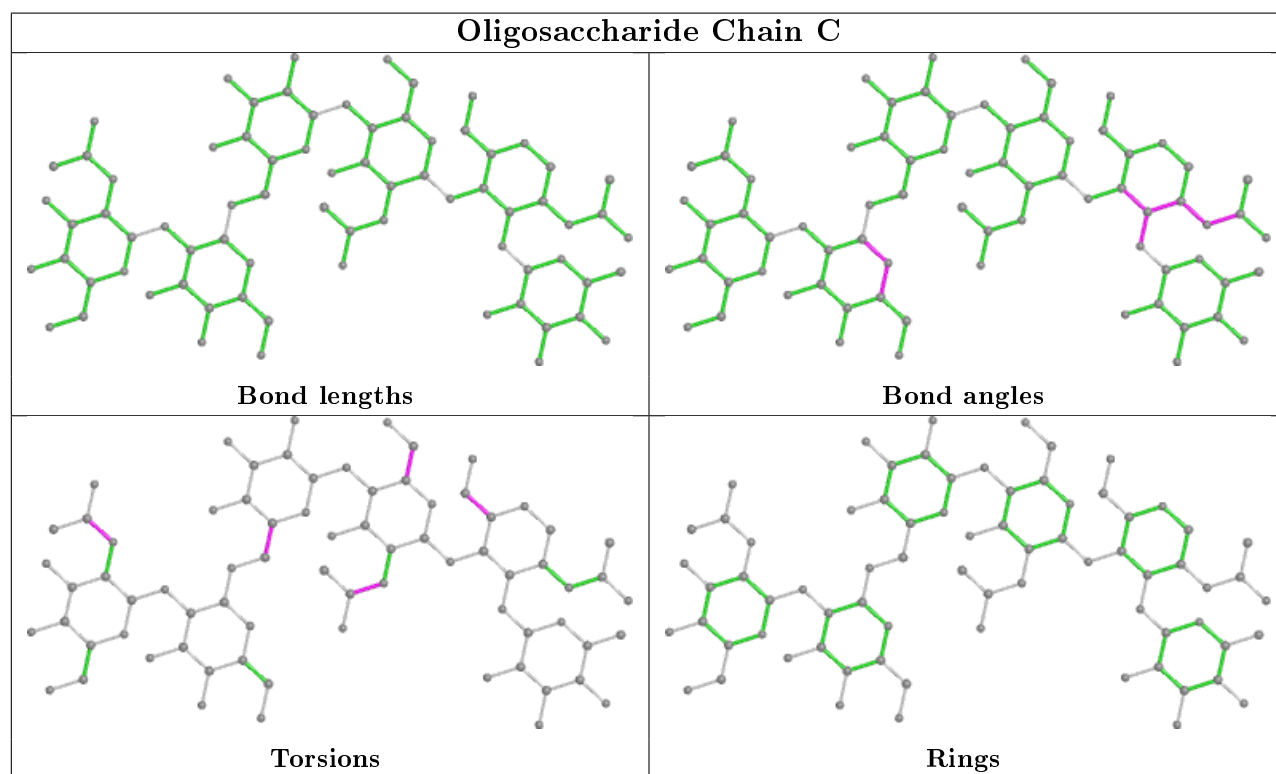 Oligosaccharide Chain C
Bond lengths
Bond angles
Torsions
Rings